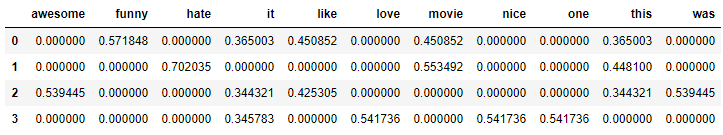 awesome funny hate it like love movie nice one this was
0 0.000000 0.571848 0.000000 0.365003 0.450852 0.000000 0.450852 0.000000 0.000000 0.365003 0.000000
1 0.000000 0.000000 0.702035 0.000000 0.000000 0.000000 0.553492 0.000000 0.000000 0.448100 0.000000
2 0.539445 0.000000 0.000000 0.344321 0.425305 0.000000 0.000000 0.000000 0.000000 0.344321 0.539445
3 0.000000 0.000000 0.000000 0.345783 0.000000 0.541736 0.000000 0.541736 0.541736 0.000000 0.000000